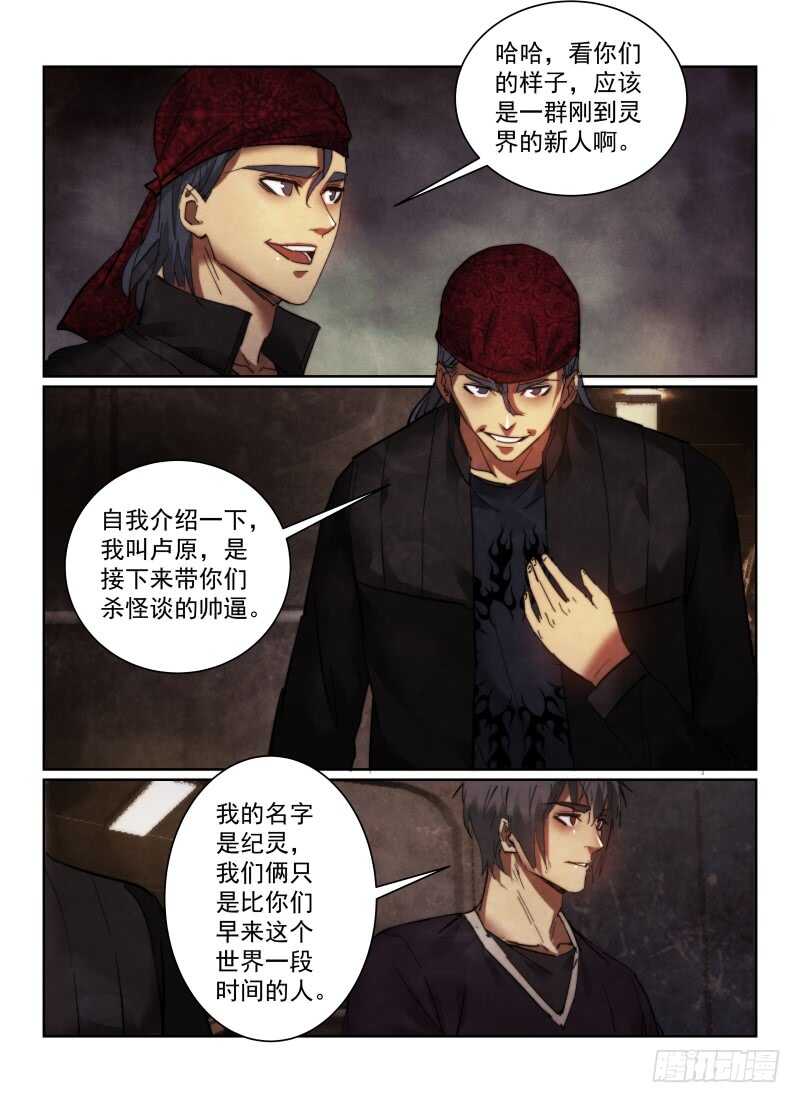 哈哈，看你们
的样子，应该
是一群刚到灵
界的新人啊。
自我介绍一下，
我叫卢原，是
接下来带你们
杀怪谈的帅逼。
我的名字
是纪灵，
我们俩只
是比你们
早来这个
世界一段
时间的人。
腾讯动漫